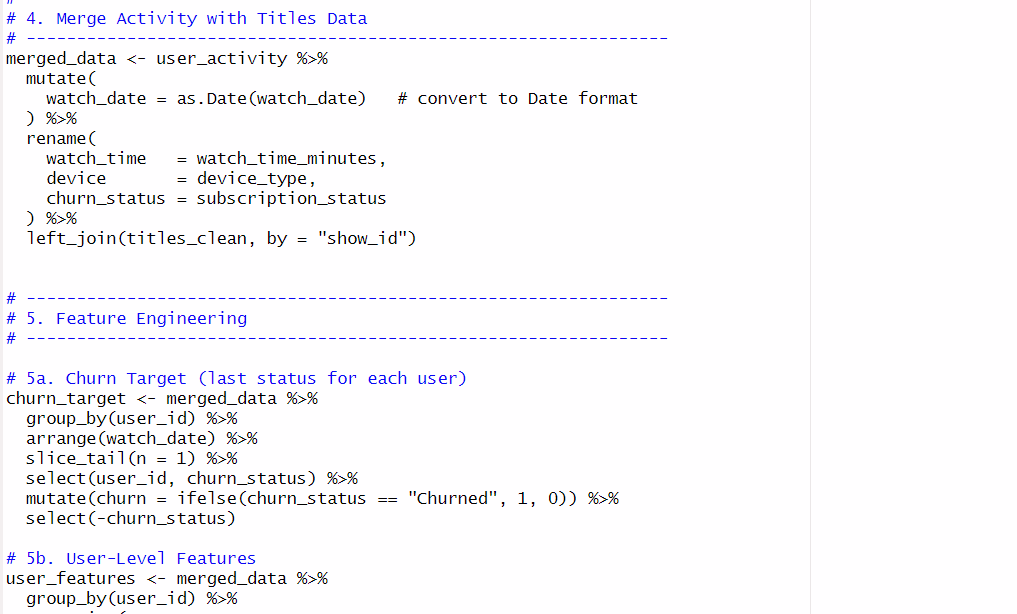 # 4. Merge Activity with Titles Data
# ----------------------------------------------------------------
merged_data <- user_activity %>%
  mutate(
    watch_date = as.Date(watch_date)   # convert to Date format
  ) %>%
  rename(
    watch_time   = watch_time_minutes,
    device       = device_type,
    churn_status = subscription_status
  ) %>%
  left_join(titles_clean, by = "show_id")
# ----------------------------------------------------------------
# 5. Feature Engineering
# ----------------------------------------------------------------
# 5a. Churn Target (last status for each user)
churn_target <- merged_data %>%
  group_by(user_id) %>%
  arrange(watch_date) %>%
  slice_tail(n = 1) %>%
  select(user_id, churn_status) %>%
  mutate(churn = ifelse(churn_status == "Churned", 1, 0)) %>%
  select(-churn_status)
# 5b. User-Level Features
user_features <- merged_data %>%
  group_by(user_id) %>%